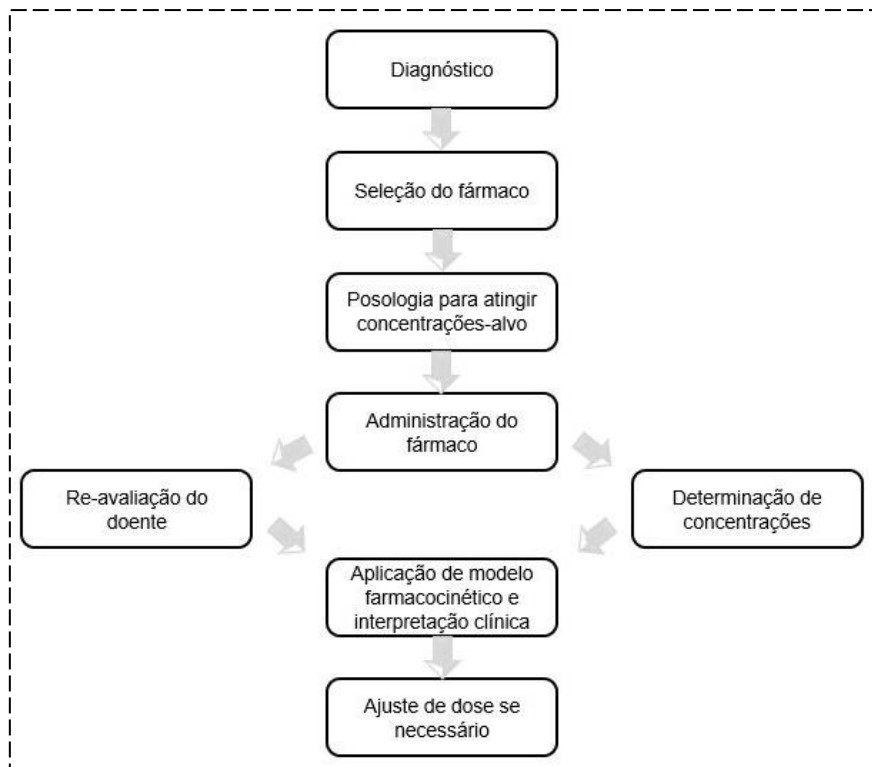 Diagnóstico
Seleção do fármaco
Posologia para atingir
concentrações-alvo
Administração do
fármaco
Re-avaliação do
doente
Determinação de
concentrações
Aplicação de modelo
farmacocinético e
interpretação clínica
Ajuste de dose se
necessário